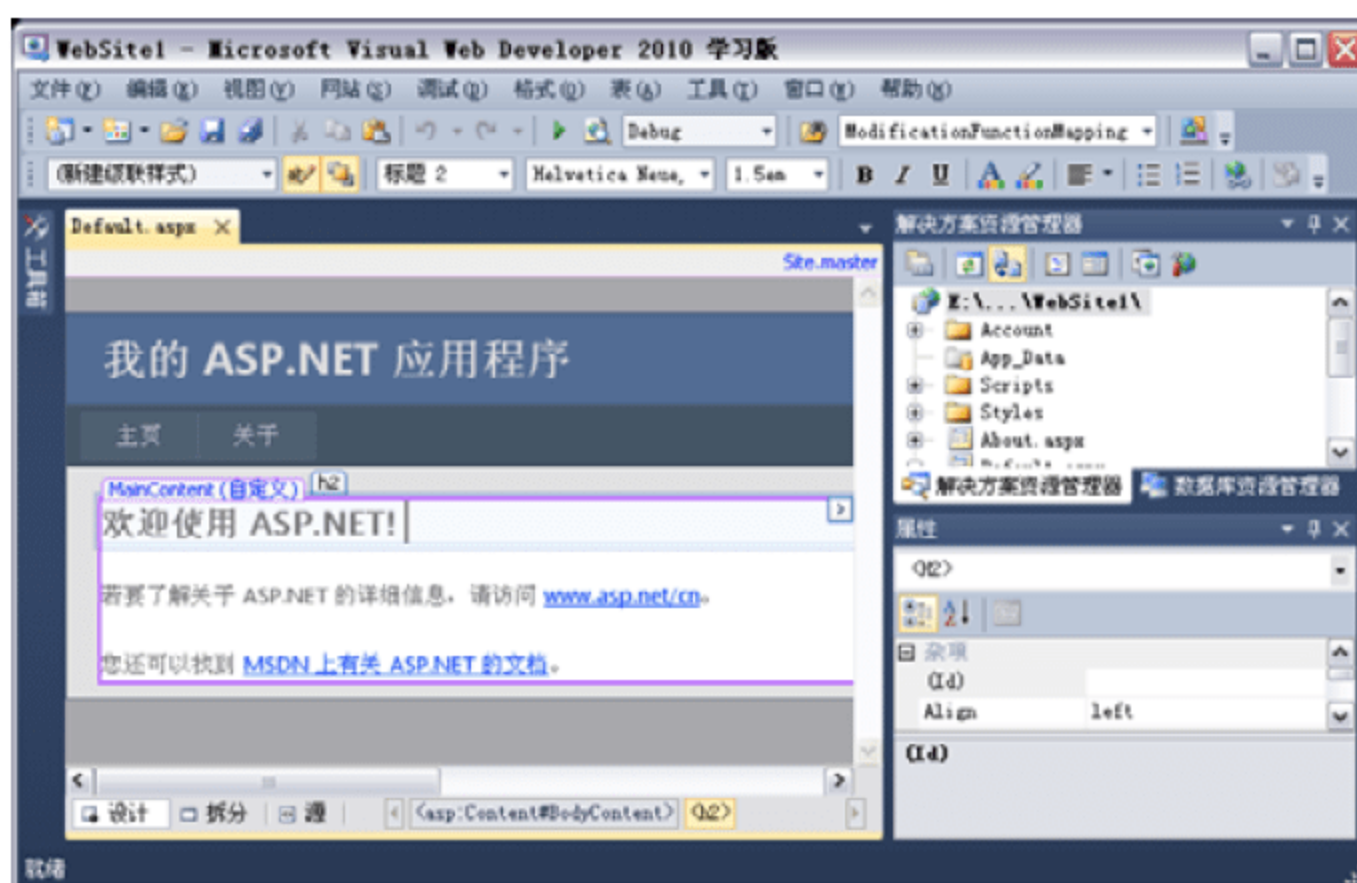 WebSite1 - Microsoft Visual Web Developer 2010 学习版
文件(F) 编辑(E) 视图(V) 网站(S) 调试(D) 格式(O) 表(A) 工具(T) 窗口(W) 帮助(H)
Debug ModificationFunctionMapping
(新建级联样式) 标题 2 Helvetica Neue, 1.5em B I U A
工具箱
Default.aspx
Site.master
我的 ASP.NET 应用程序
主页 关于
MainContent (自定义) h2
欢迎使用 ASP.NET!
若要了解关于 ASP.NET 的详细信息，请访问 www.asp.net/cn。
您还可以找到 MSDN 上有关 ASP.NET 的文档。
设计 拆分 源 <asp:Content#BodyContent> <h2>
就绪
解决方案资源管理器
E:\...\WebSite1\
Account
App_Data
Scripts
Styles
About.aspx
解决方案资源管理器 数据库资源管理器
属性
<H2>
杂项
(Id)
Align left
(Id)